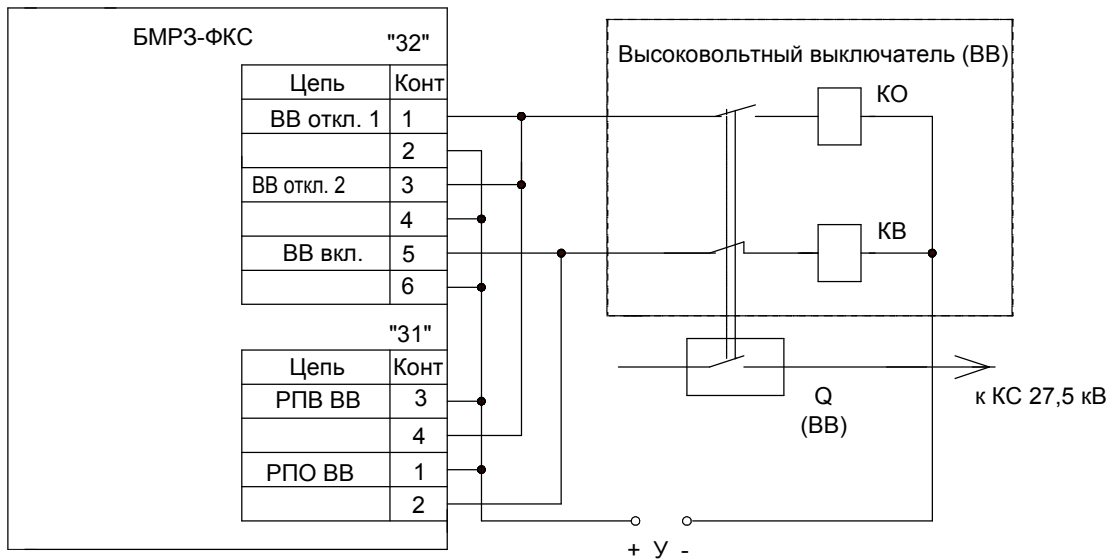 БМРЗ-ФКС
"32"
Цепь Конт
ВВ откл. 1 1
2
ВВ откл. 2 3
4
ВВ вкл. 5
6
"31"
Цепь Конт
РПВ ВВ 3
4
РПО ВВ 1
2
Высоковольтный выключатель (ВВ)
КО
КВ
Q
(ВВ)
к КС 27,5 кВ
+ У -